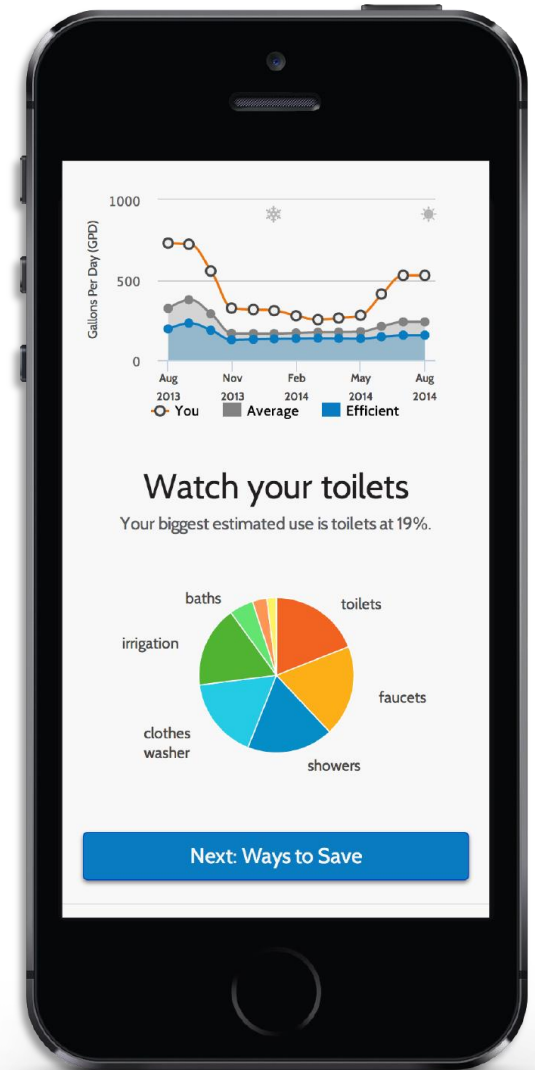 1000
Gallons Per Day (GPD)
500
0
Aug Nov Feb May Aug
2013 2013 2014 2014 2014
You Average Efficient
Watch your toilets
Your biggest estimated use is toilets at 19%.
baths
toilets
irrigation
faucets
clothes
washer
showers
Next: Ways to Save